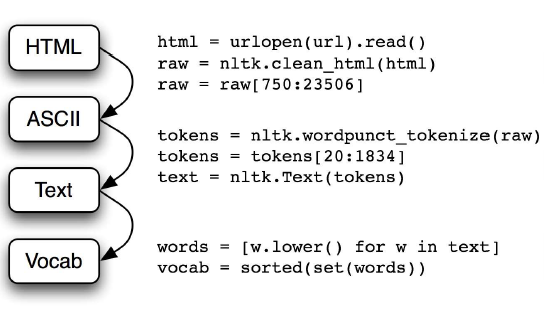 HTML
html = urlopen(url).read()
raw = nltk.clean_html(html)
raw = raw[750:23506]
ASCII
tokens = nltk.wordpunct_tokenize(raw)
tokens = tokens[20:1834]
Text
text = nltk.Text(tokens)
Vocab
words = [w.lower() for w in text]
vocab = sorted(set(words))